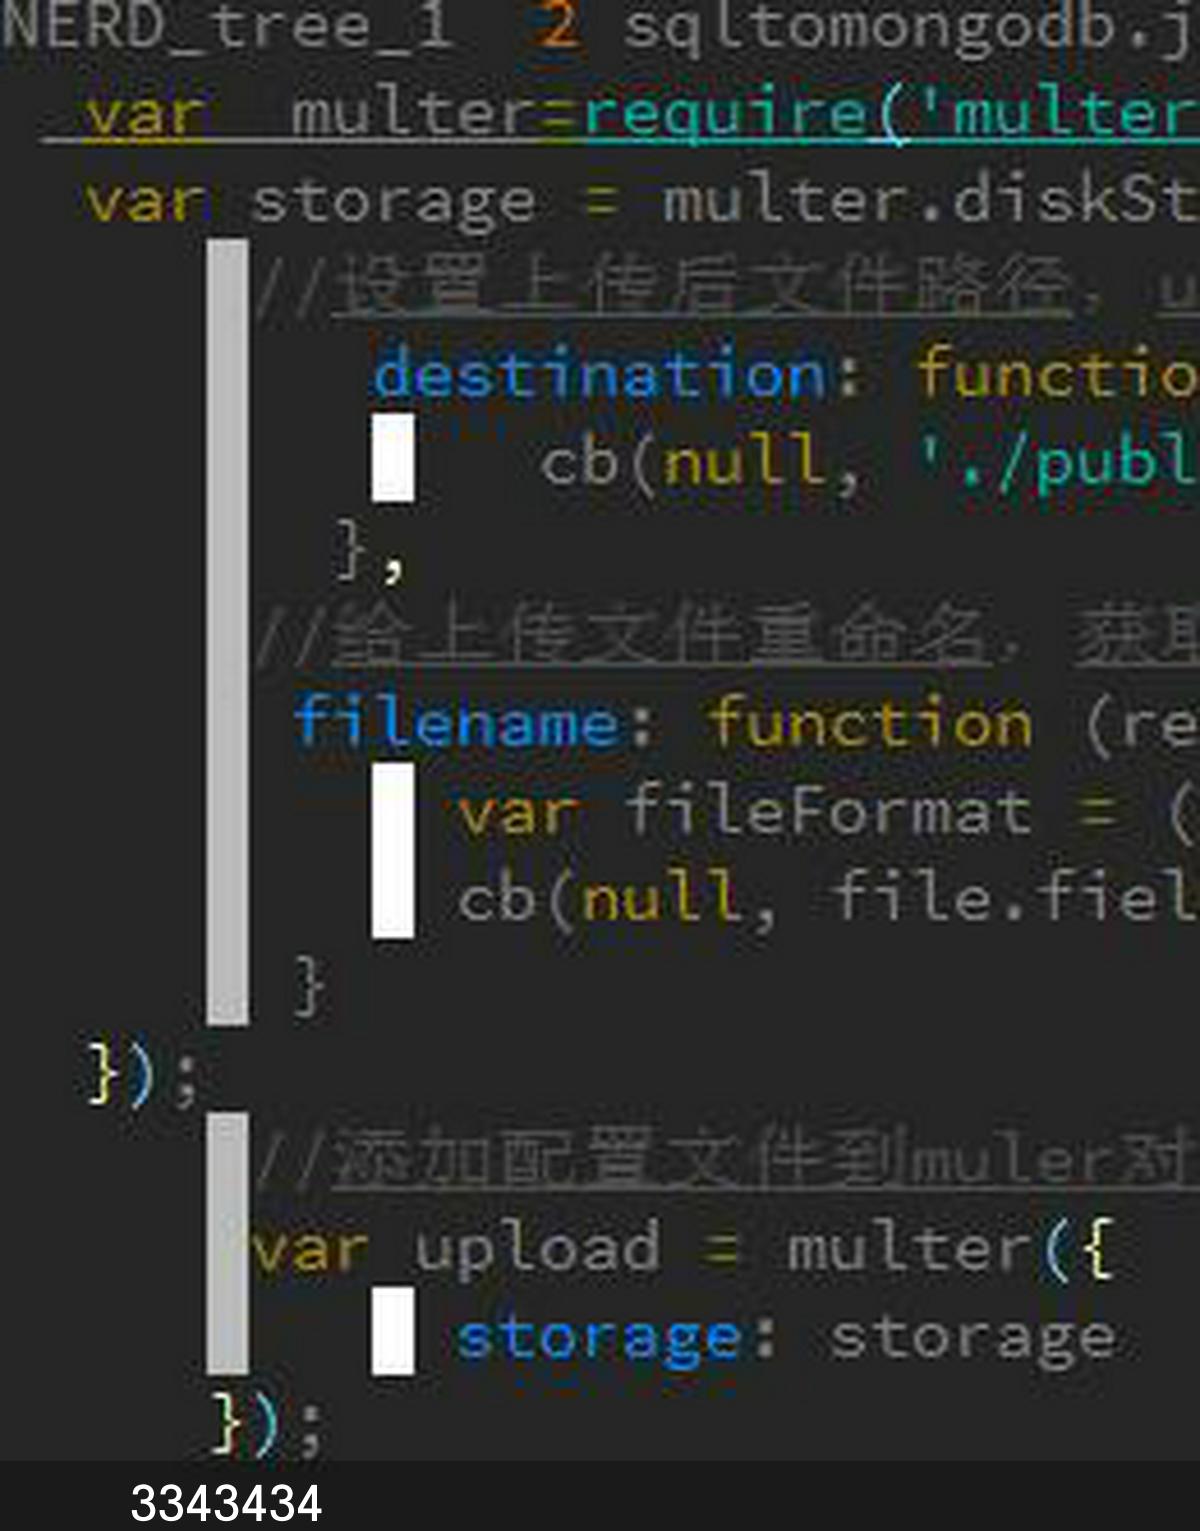 NERD_tree_1 2 sqltomongodb.j
var multer=require('multer
var storage = multer.diskSt
//设置上传后文件路径，u
destination: functio
cb(null, './publ
},
//给上传文件重命名，获取
filename: function (re
var fileFormat = (
cb(null, file.fiel
}
});
//添加配置文件到muler对
var upload = multer({
storage: storage
});
3343434